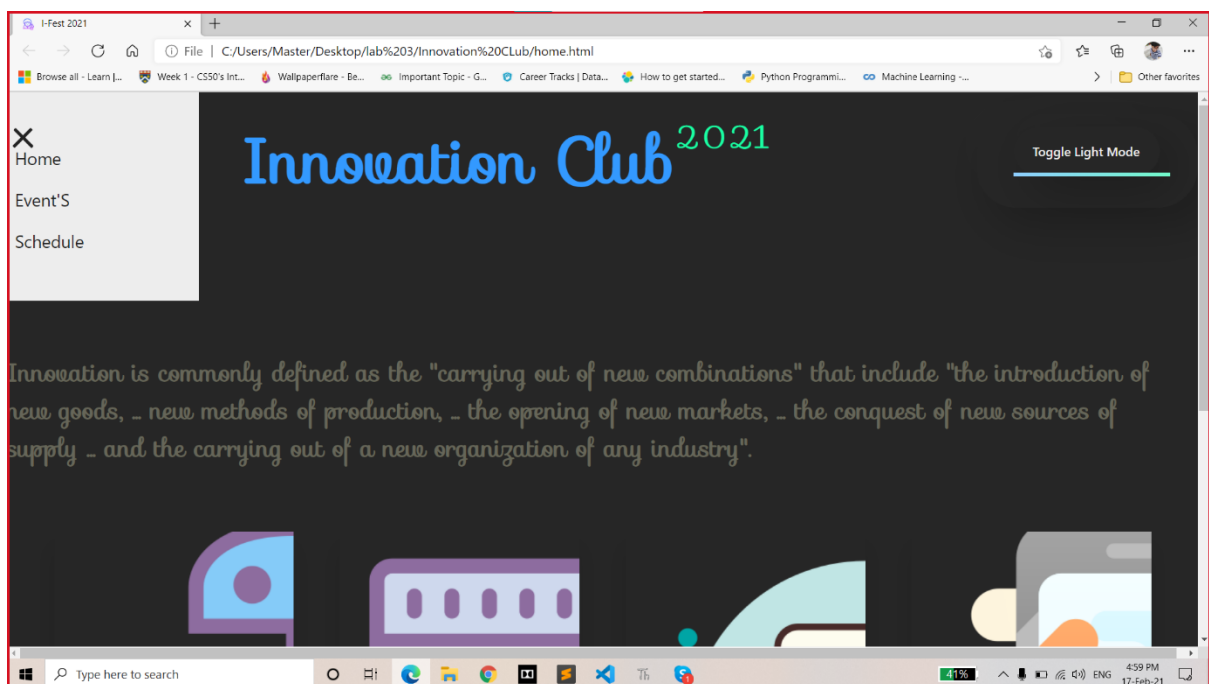 I-Fest 2021
File | C:/Users/Master/Desktop/lab%203/Innovation%20CLub/home.html
Browse all - Learn |... Week 1 - CS50's Int... Wallpaperflare - Be... Important Topic - G... Career Tracks | Data... How to get started... Python Programmi... Machine Learning -... Other favorites
Innovation Club 2021
Toggle Light Mode
Home
Event'S
Schedule
Innovation is commonly defined as the "carrying out of new combinations" that include "the introduction of
new goods, … new methods of production, … the opening of new markets, … the conquest of new sources of
supply … and the carrying out of a new organization of any industry".
Type here to search
41%
ENG
4:59 PM
17-Feb-21